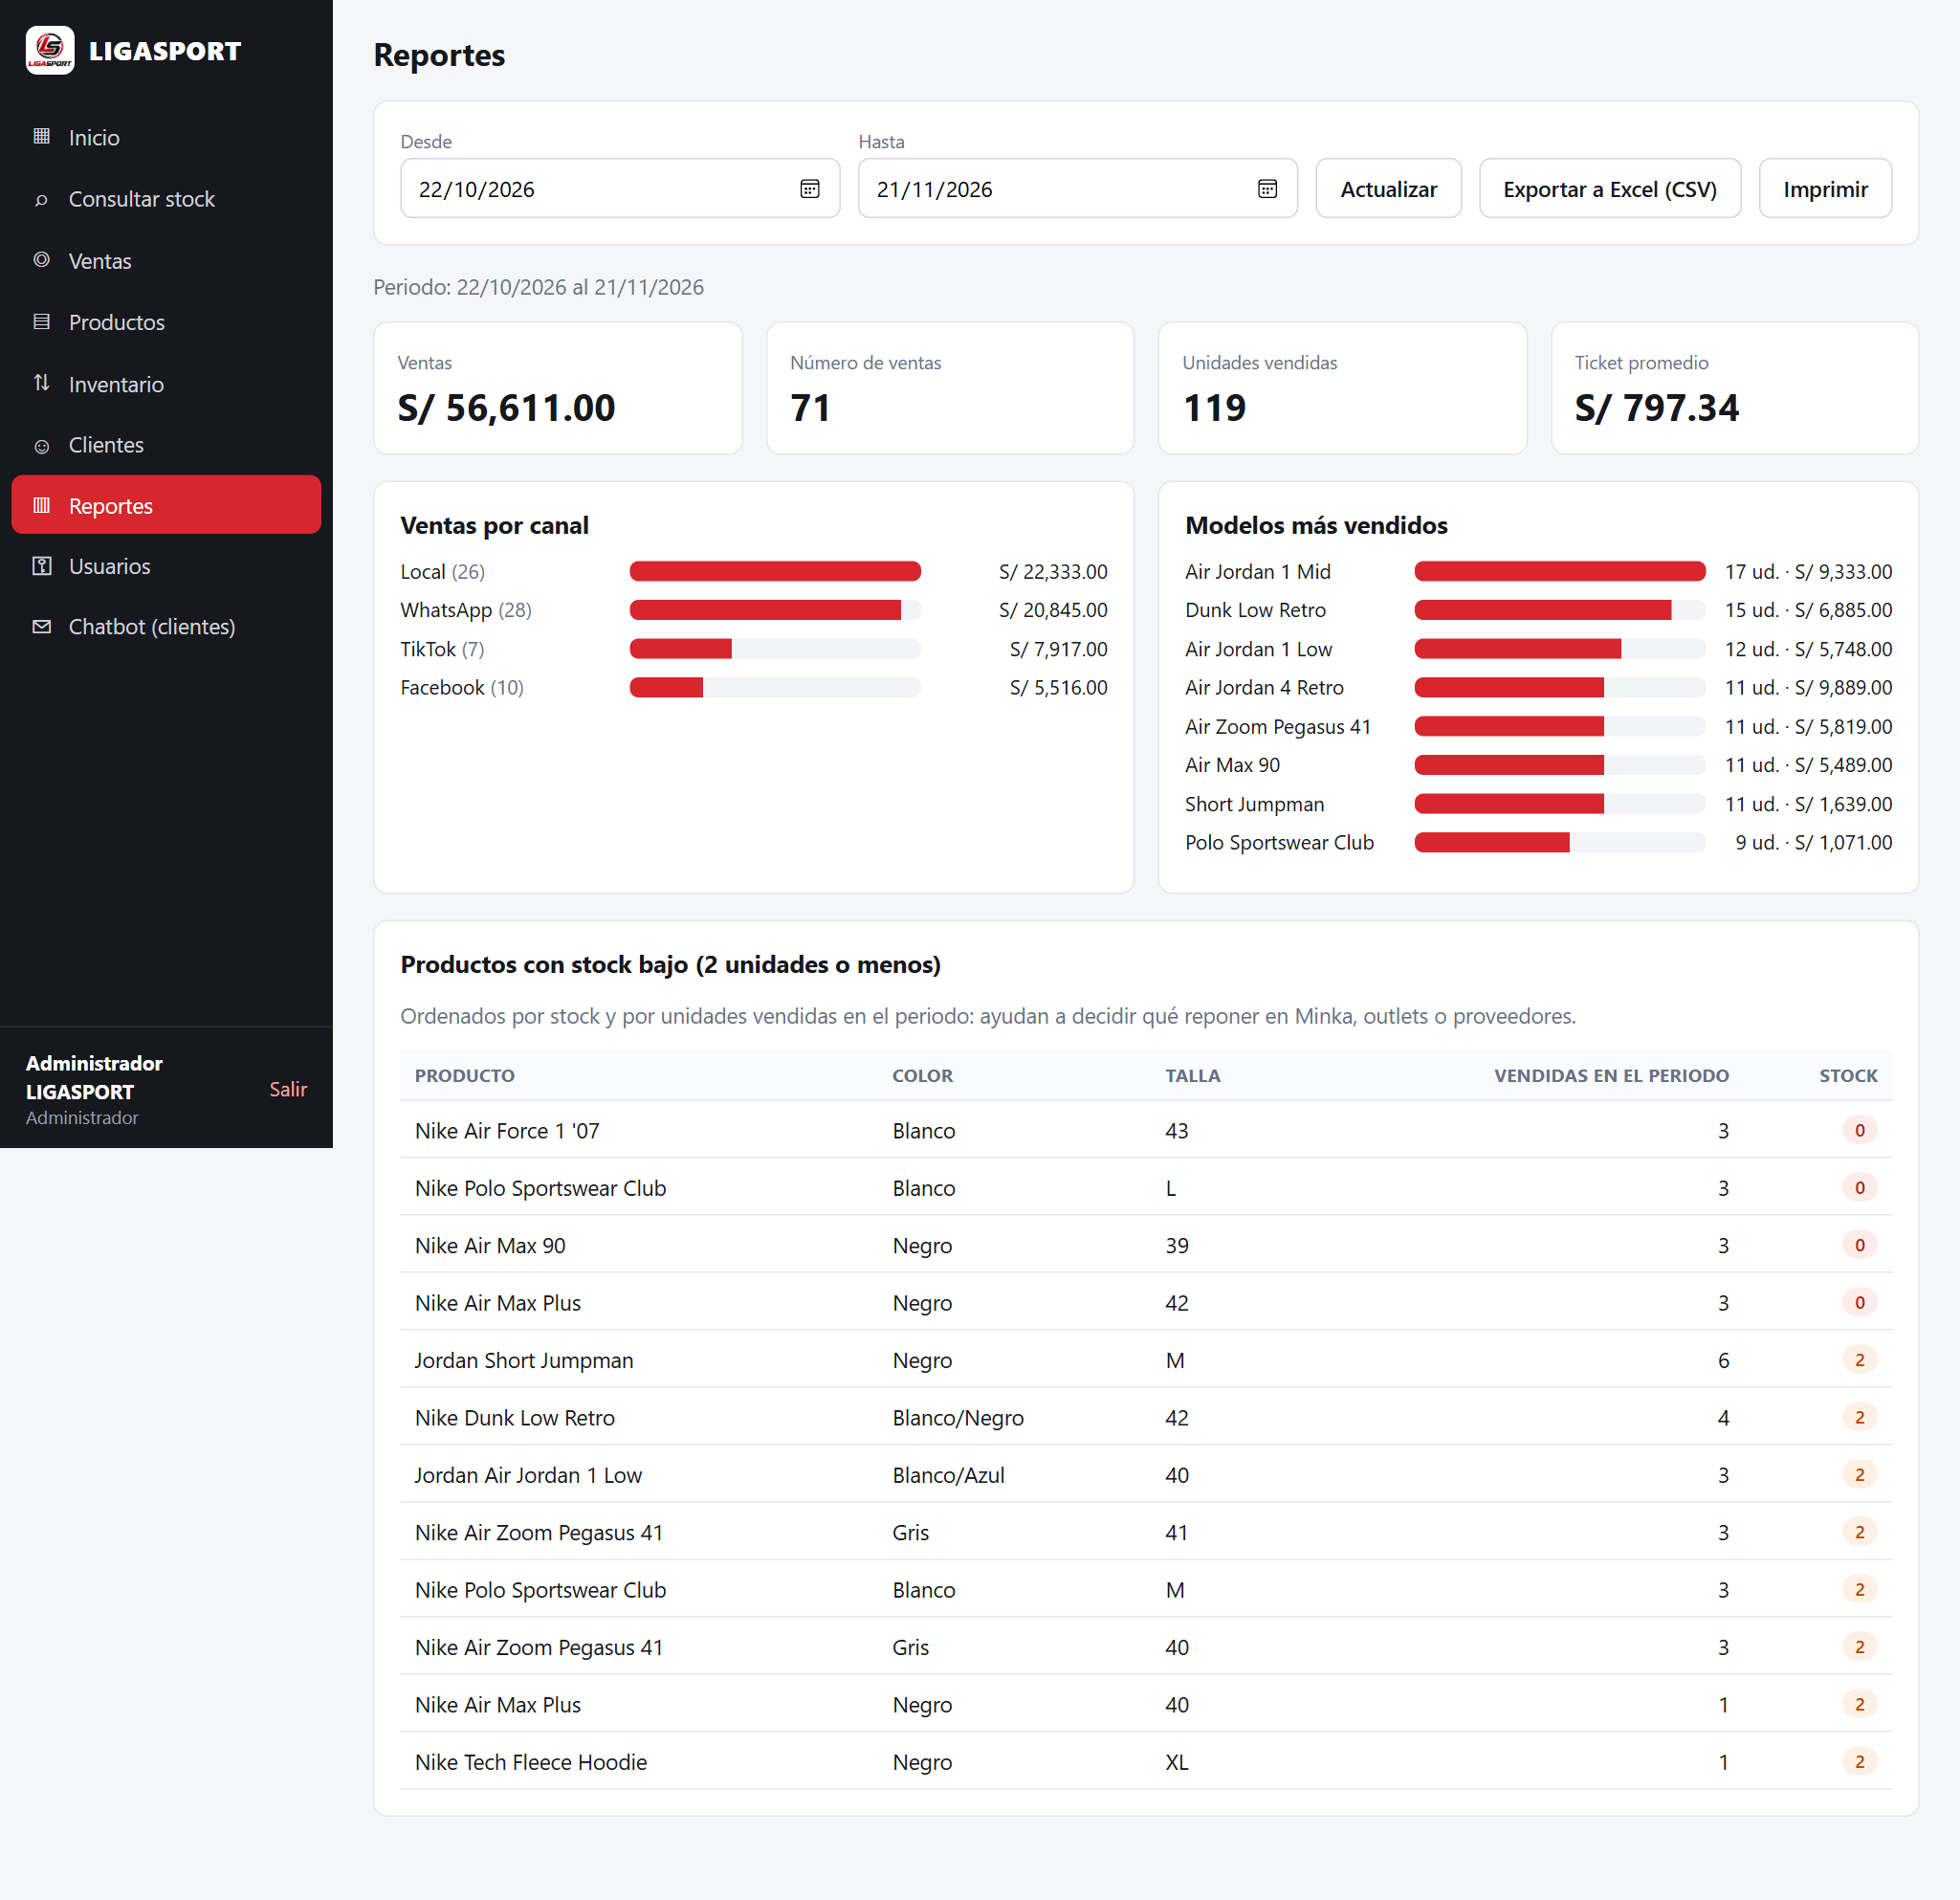 LIGASPORT
LIGASPORT
Inicio
Consultar stock
Ventas
Productos
Inventario
Clientes
Reportes
Usuarios
Chatbot (clientes)
Administrador
LIGASPORT
Administrador
Salir
Reportes
Desde
22/10/2026
Hasta
21/11/2026
Actualizar
Exportar a Excel (CSV)
Imprimir
Periodo: 22/10/2026 al 21/11/2026
Ventas
S/ 56,611.00
Número de ventas
71
Unidades vendidas
119
Ticket promedio
S/ 797.34
Ventas por canal
Local (26) S/ 22,333.00
WhatsApp (28) S/ 20,845.00
TikTok (7) S/ 7,917.00
Facebook (10) S/ 5,516.00
Modelos más vendidos
Air Jordan 1 Mid 17 ud. · S/ 9,333.00
Dunk Low Retro 15 ud. · S/ 6,885.00
Air Jordan 1 Low 12 ud. · S/ 5,748.00
Air Jordan 4 Retro 11 ud. · S/ 9,889.00
Air Zoom Pegasus 41 11 ud. · S/ 5,819.00
Air Max 90 11 ud. · S/ 5,489.00
Short Jumpman 11 ud. · S/ 1,639.00
Polo Sportswear Club 9 ud. · S/ 1,071.00
Productos con stock bajo (2 unidades o menos)
Ordenados por stock y por unidades vendidas en el periodo: ayudan a decidir qué reponer en Minka, outlets o proveedores.
PRODUCTO COLOR TALLA VENDIDAS EN EL PERIODO STOCK
Nike Air Force 1 '07 Blanco 43 3 0
Nike Polo Sportswear Club Blanco L 3 0
Nike Air Max 90 Negro 39 3 0
Nike Air Max Plus Negro 42 3 0
Jordan Short Jumpman Negro M 6 2
Nike Dunk Low Retro Blanco/Negro 42 4 2
Jordan Air Jordan 1 Low Blanco/Azul 40 3 2
Nike Air Zoom Pegasus 41 Gris 41 3 2
Nike Polo Sportswear Club Blanco M 3 2
Nike Air Zoom Pegasus 41 Gris 40 3 2
Nike Air Max Plus Negro 40 1 2
Nike Tech Fleece Hoodie Negro XL 1 2